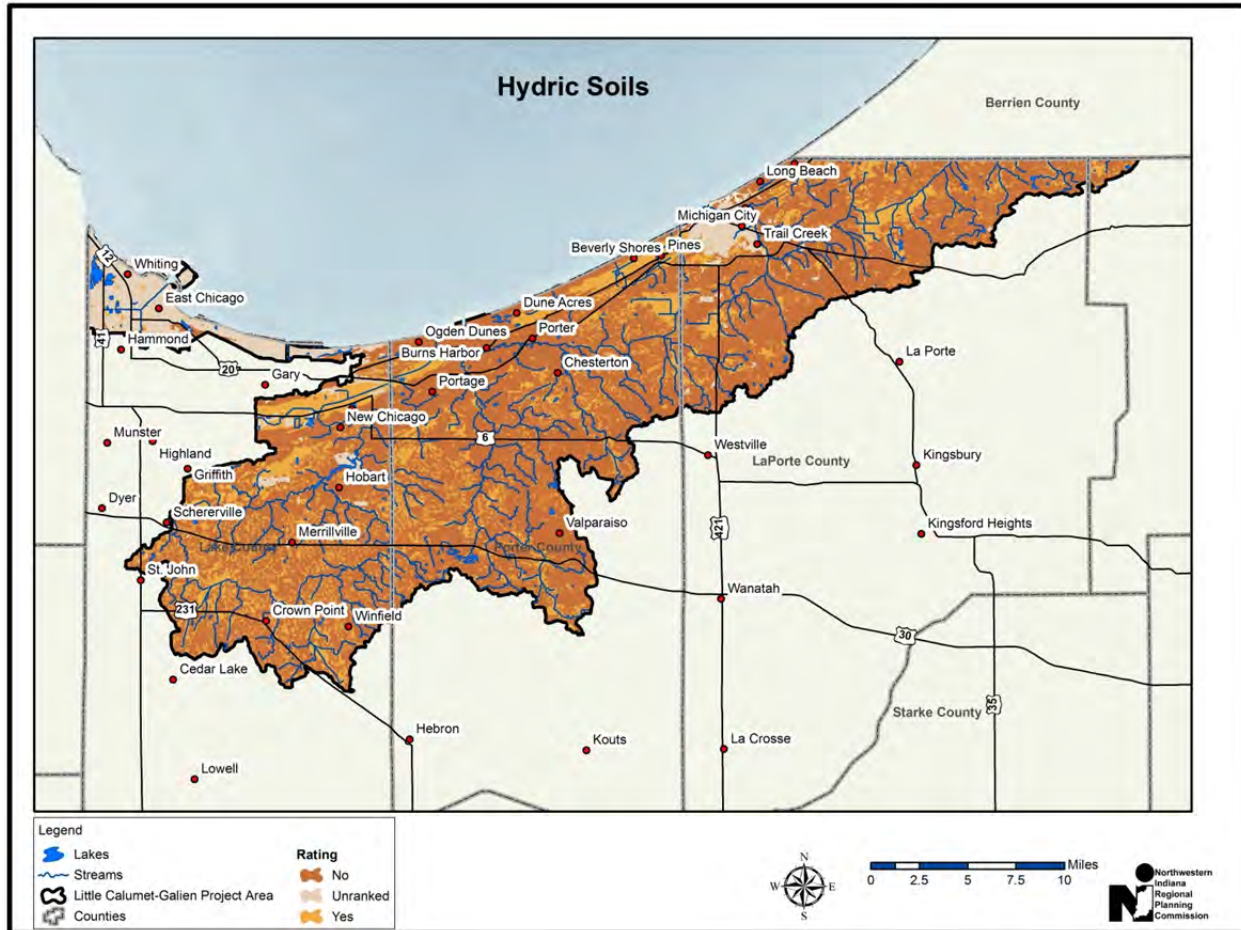 Hydric Soils
Berrien County
Long Beach
Michigan City
Trail Creek
Beverly Shores
Pines
12
Whiting
East Chicago
Dune Acres
41
Hammond
Ogden Dunes
Porter
Burns Harbor
20
La Porte
Gary
Chesterton
Portage
New Chicago
6
Munster
Highland
Westville
LaPorte County
Kingsbury
Griffith
Hobart
Dyer
Schererville
421
Valparaiso
Kingsford Heights
Merrillville
Lake County
Porter County
St. John
Wanatah
231
Crown Point
Winfield
30
Cedar Lake
35
Starke County
Hebron
Kouts
La Crosse
Lowell
Legend
Lakes
Streams
Little Calumet-Galien Project Area
Counties
Rating
No
Unranked
Yes
N
W
E
S
Miles
0 2.5 5 7.5 10
Northwestern
Indiana
Regional
Planning
Commission